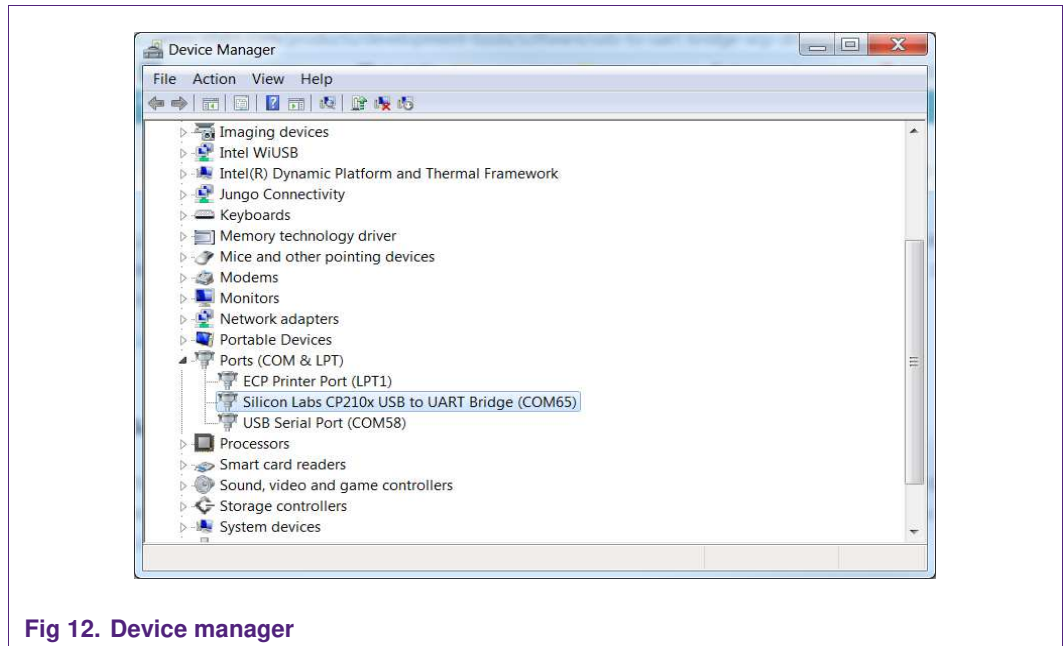 Device Manager
File Action View Help
Imaging devices
Intel WiUSB
Intel(R) Dynamic Platform and Thermal Framework
Jungo Connectivity
Keyboards
Memory technology driver
Mice and other pointing devices
Modems
Monitors
Network adapters
Portable Devices
Ports (COM & LPT)
ECP Printer Port (LPT1)
Silicon Labs CP210x USB to UART Bridge (COM65)
USB Serial Port (COM58)
Processors
Smart card readers
Sound, video and game controllers
Storage controllers
System devices
Fig 12. Device manager